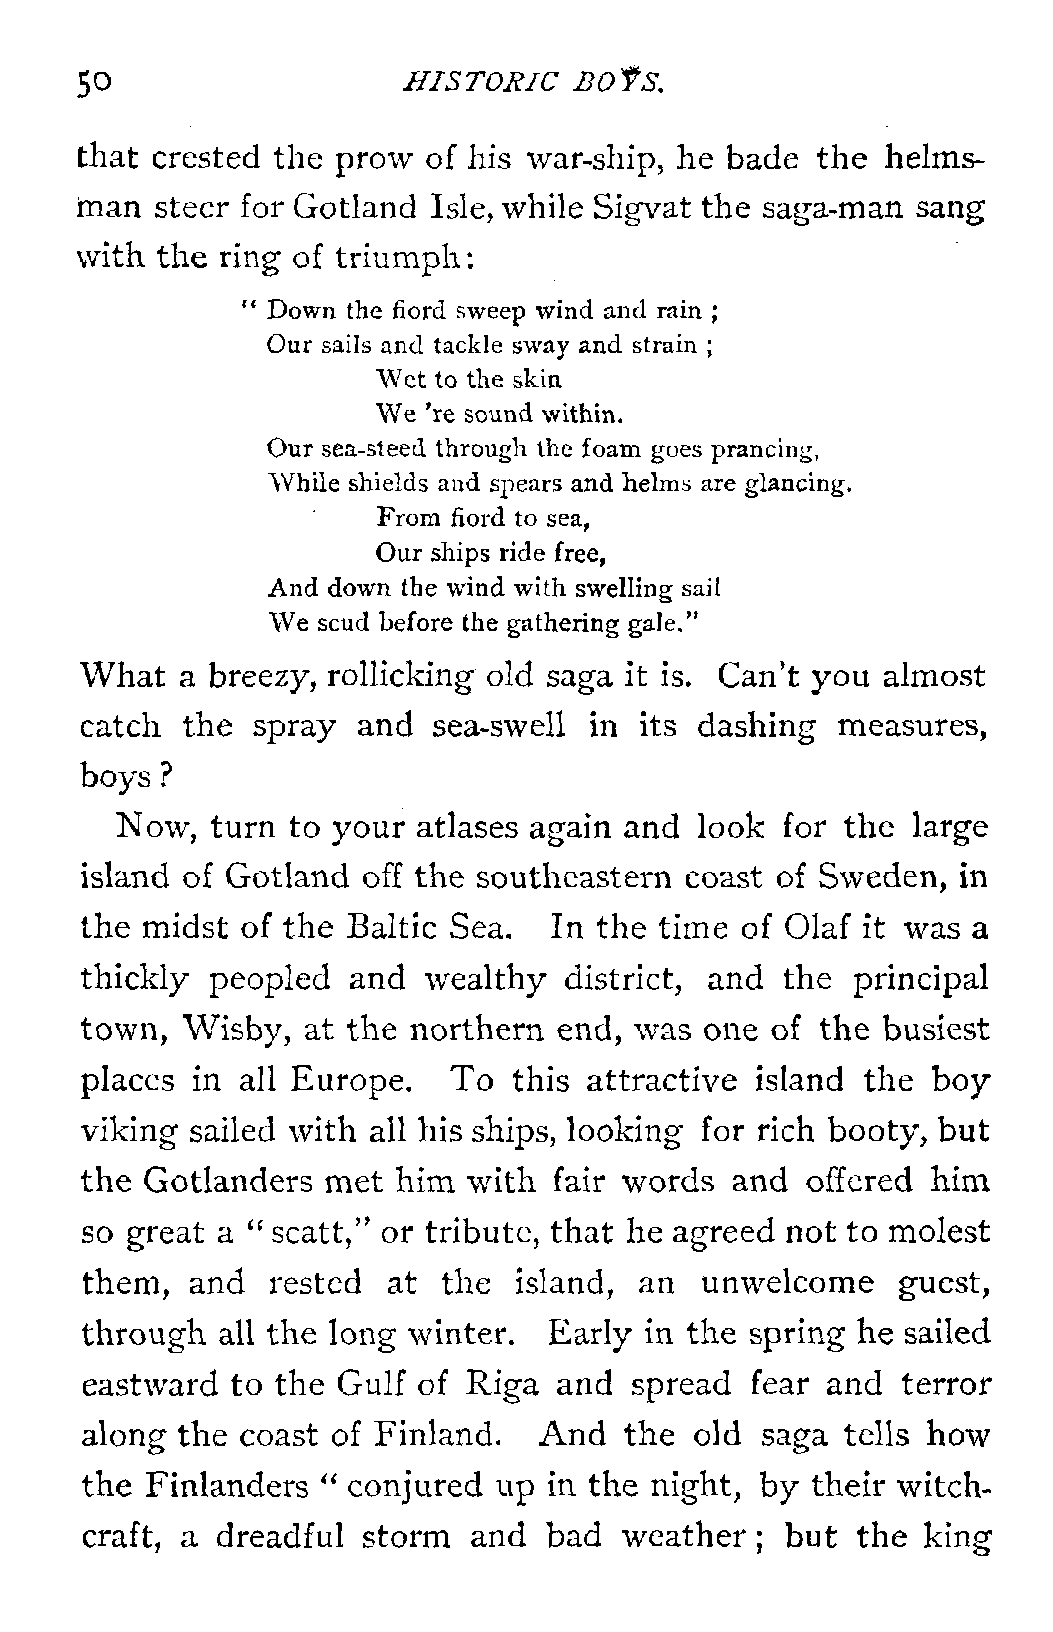 50 HISTORIC BOYS.
that crested the prow of his war-ship, he bade the helms-
man steer for Gotland Isle, while Sigvat the saga-man sang
with the ring of triumph:
“ Down the fiord sweep wind and rain ;
Our sails and tackle sway and strain ;
Wet to the skin
We 're sound within.
Our sea-steed through the foam goes prancing,
While shields and spears and helms are glancing.
From fiord to sea,
Our ships ride free,
And down the wind with swelling sail
We scud before the gathering gale.”
What a breezy, rollicking old saga it is. Can't you almost
catch the spray and sea-swell in its dashing measures,
boys ?
Now, turn to your atlases again and look for the large
island of Gotland off the southeastern coast of Sweden, in
the midst of the Baltic Sea. In the time of Olaf it was a
thickly peopled and wealthy district, and the principal
town, Wisby, at the northern end, was one of the busiest
places in all Europe. To this attractive island the boy
viking sailed with all his ships, looking for rich booty, but
the Gotlanders met him with fair words and offered him
so great a “ scatt,” or tribute, that he agreed not to molest
them, and rested at the island, an unwelcome guest,
through all the long winter. Early in the spring he sailed
eastward to the Gulf of Riga and spread fear and terror
along the coast of Finland. And the old saga tells how
the Finlanders “ conjured up in the night, by their witch-
craft, a dreadful storm and bad weather ; but the king